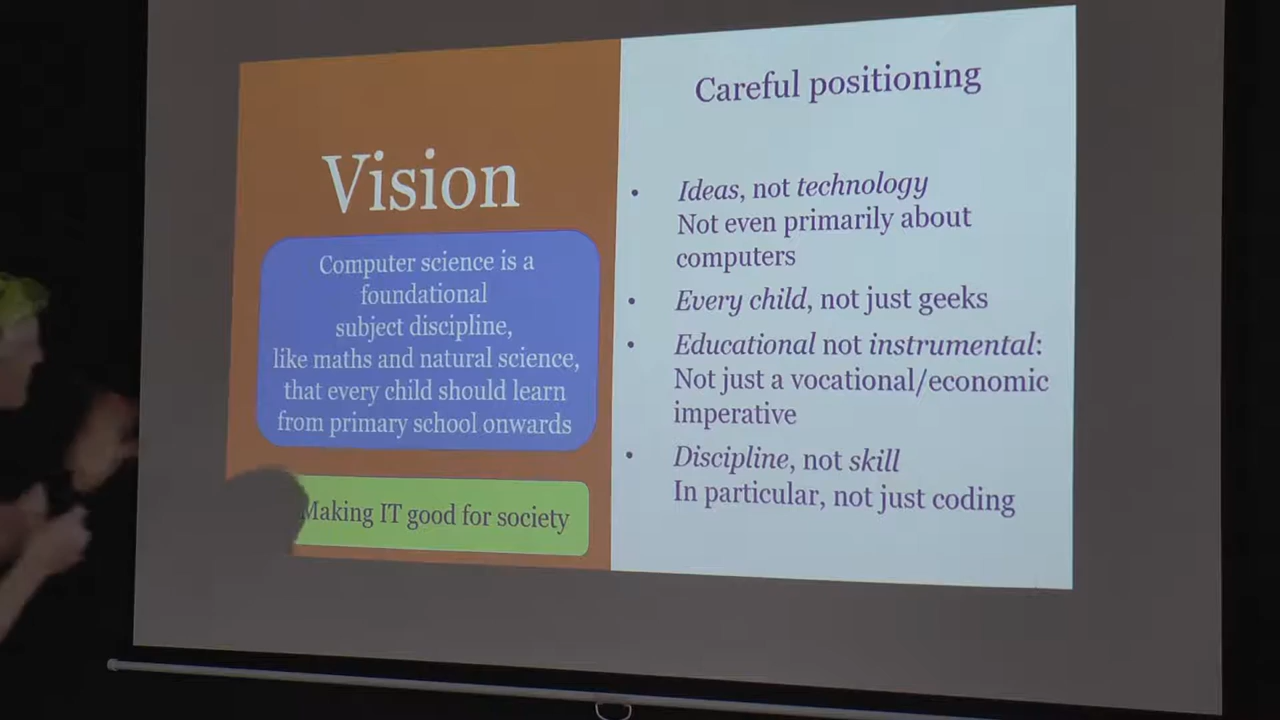 Vision
Computer science is a
foundational
subject discipline,
like maths and natural science,
that every child should learn
from primary school onwards
Making IT good for society
Careful positioning
• Ideas, not technology
Not even primarily about
computers
• Every child, not just geeks
• Educational not instrumental:
Not just a vocational/economic
imperative
• Discipline, not skill
In particular, not just coding